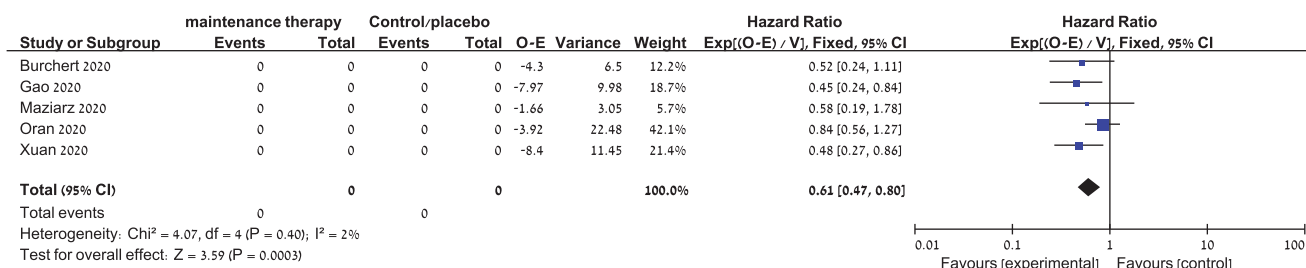 maintenance therapy Control/placebo Hazard Ratio Hazard Ratio
Study or Subgroup Events Total Events Total O-E Variance Weight Exp[(O-E) / V], Fixed, 95% CI Exp[(O-E) / V], Fixed, 95% CI
Burchert 2020 0 0 0 0 -4.3 6.5 12.2% 0.52 [0.24, 1.11]
Gao 2020 0 0 0 0 -7.97 9.98 18.7% 0.45 [0.24, 0.84]
Maziarz 2020 0 0 0 0 -1.66 3.05 5.7% 0.58 [0.19, 1.78]
Oran 2020 0 0 0 0 -3.92 22.48 42.1% 0.84 [0.56, 1.27]
Xuan 2020 0 0 0 0 -8.4 11.45 21.4% 0.48 [0.27, 0.86]
Total (95% CI) 0 0 100.0% 0.61 [0.47, 0.80]
Total events 0 0
Heterogeneity: Chi² = 4.07, df = 4 (P = 0.40); I² = 2%
Test for overall effect: Z = 3.59 (P = 0.0003)
0.01 0.1 1 10 100
Favours [experimental] Favours [control]